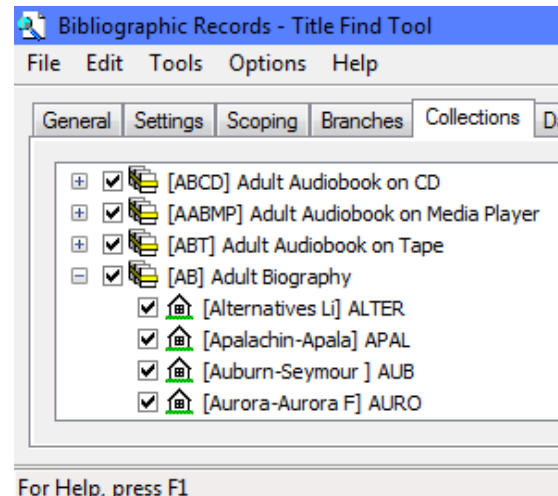 Bibliographic Records - Title Find Tool
File Edit Tools Options Help
General Settings Scoping Branches Collections
[ABCD] Adult Audiobook on CD
[AABMP] Adult Audiobook on Media Player
[ABT] Adult Audiobook on Tape
[AB] Adult Biography
[Alternatives Li] ALTER
[Apalachin-Apala] APAL
[Auburn-Seymour ] AUB
[Aurora-Aurora F] AURO
For Help, press F1